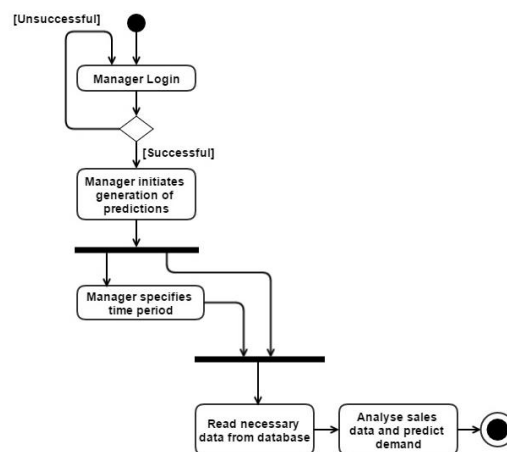 [Unsuccessful]
Manager Login
[Successful]
Manager initiates
generation of
predictions
Manager specifies
time period
Read necessary
data from database
Analyse sales
data and predict
demand